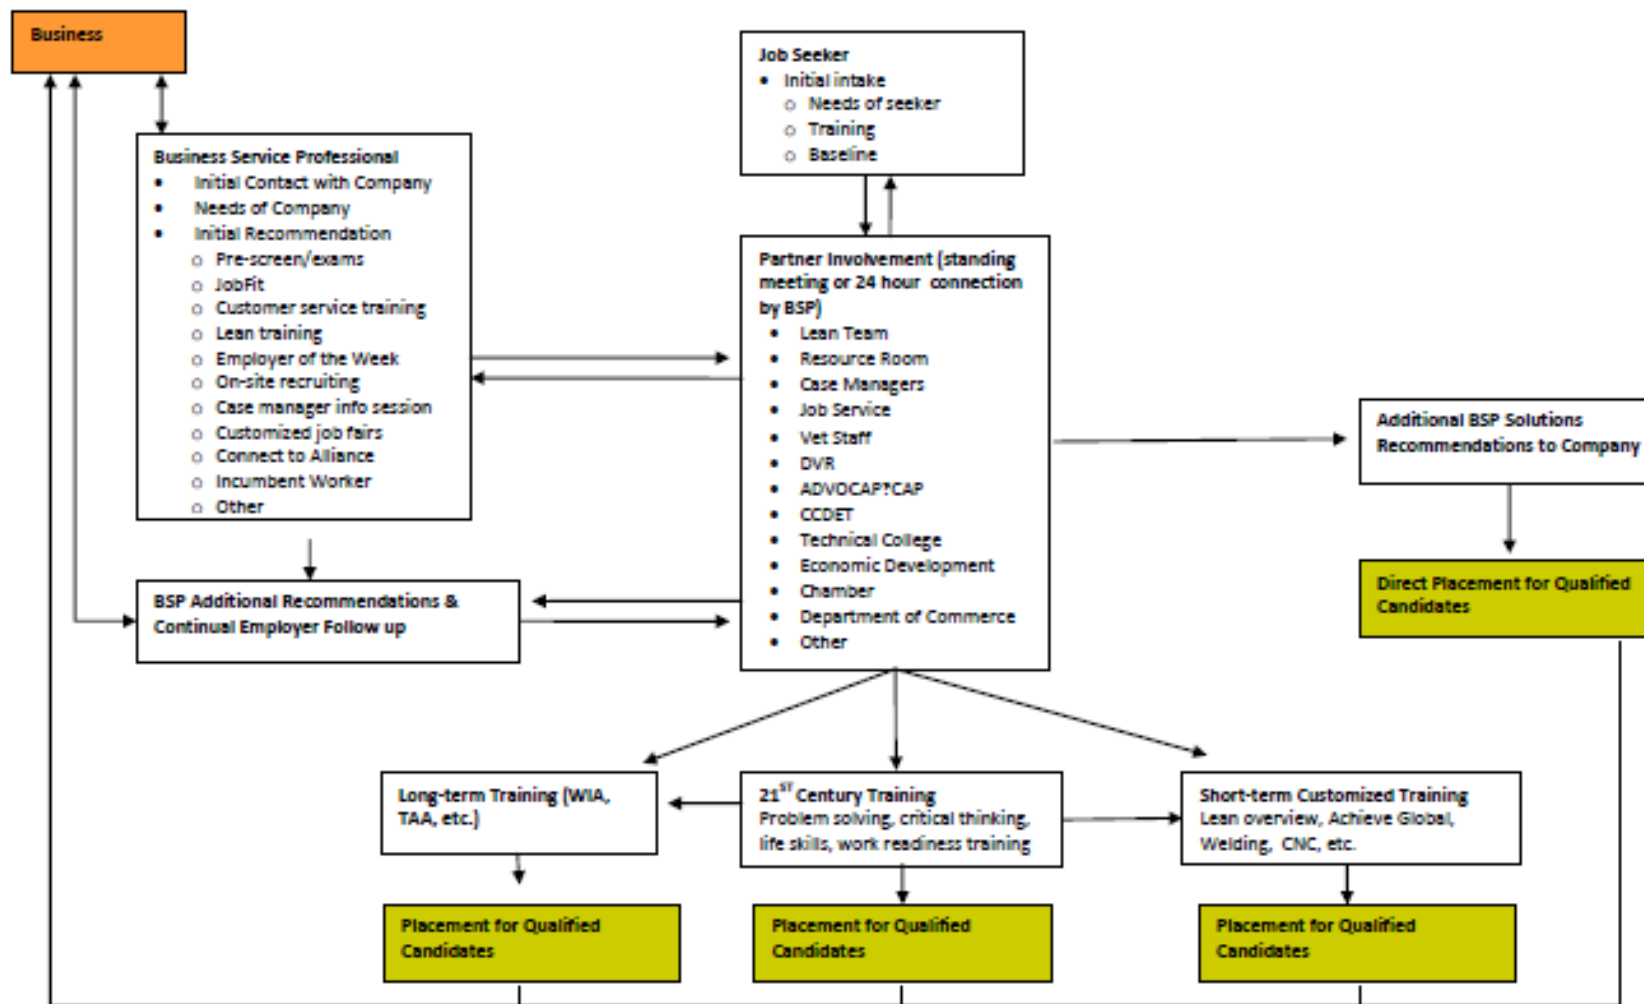 Business
Job Seeker
• Initial intake
o Needs of seeker
o Training
o Baseline
Business Service Professional
• Initial Contact with Company
• Needs of Company
• Initial Recommendation
o Pre-screen/exams
o JobFit
o Customer service training
o Lean training
o Employer of the Week
o On-site recruiting
o Case manager info session
o Customized job fairs
o Connect to Alliance
o Incumbent Worker
o Other
Partner Involvement (standing
meeting or 24 hour connection
by BSP)
• Lean Team
• Resource Room
• Case Managers
• Job Service
• Vet Staff
• DVR
• ADVOCAP?CAP
• CCDET
• Technical College
• Economic Development
• Chamber
• Department of Commerce
• Other
Additional BSP Solutions
Recommendations to Company
Direct Placement for Qualified
Candidates
BSP Additional Recommendations &
Continual Employer Follow up
Long-term Training (WIA,
TAA, etc.)
21ST Century Training
Problem solving, critical thinking,
life skills, work readiness training
Short-term Customized Training
Lean overview, Achieve Global,
Welding, CNC, etc.
Placement for Qualified
Candidates
Placement for Qualified
Candidates
Placement for Qualified
Candidates